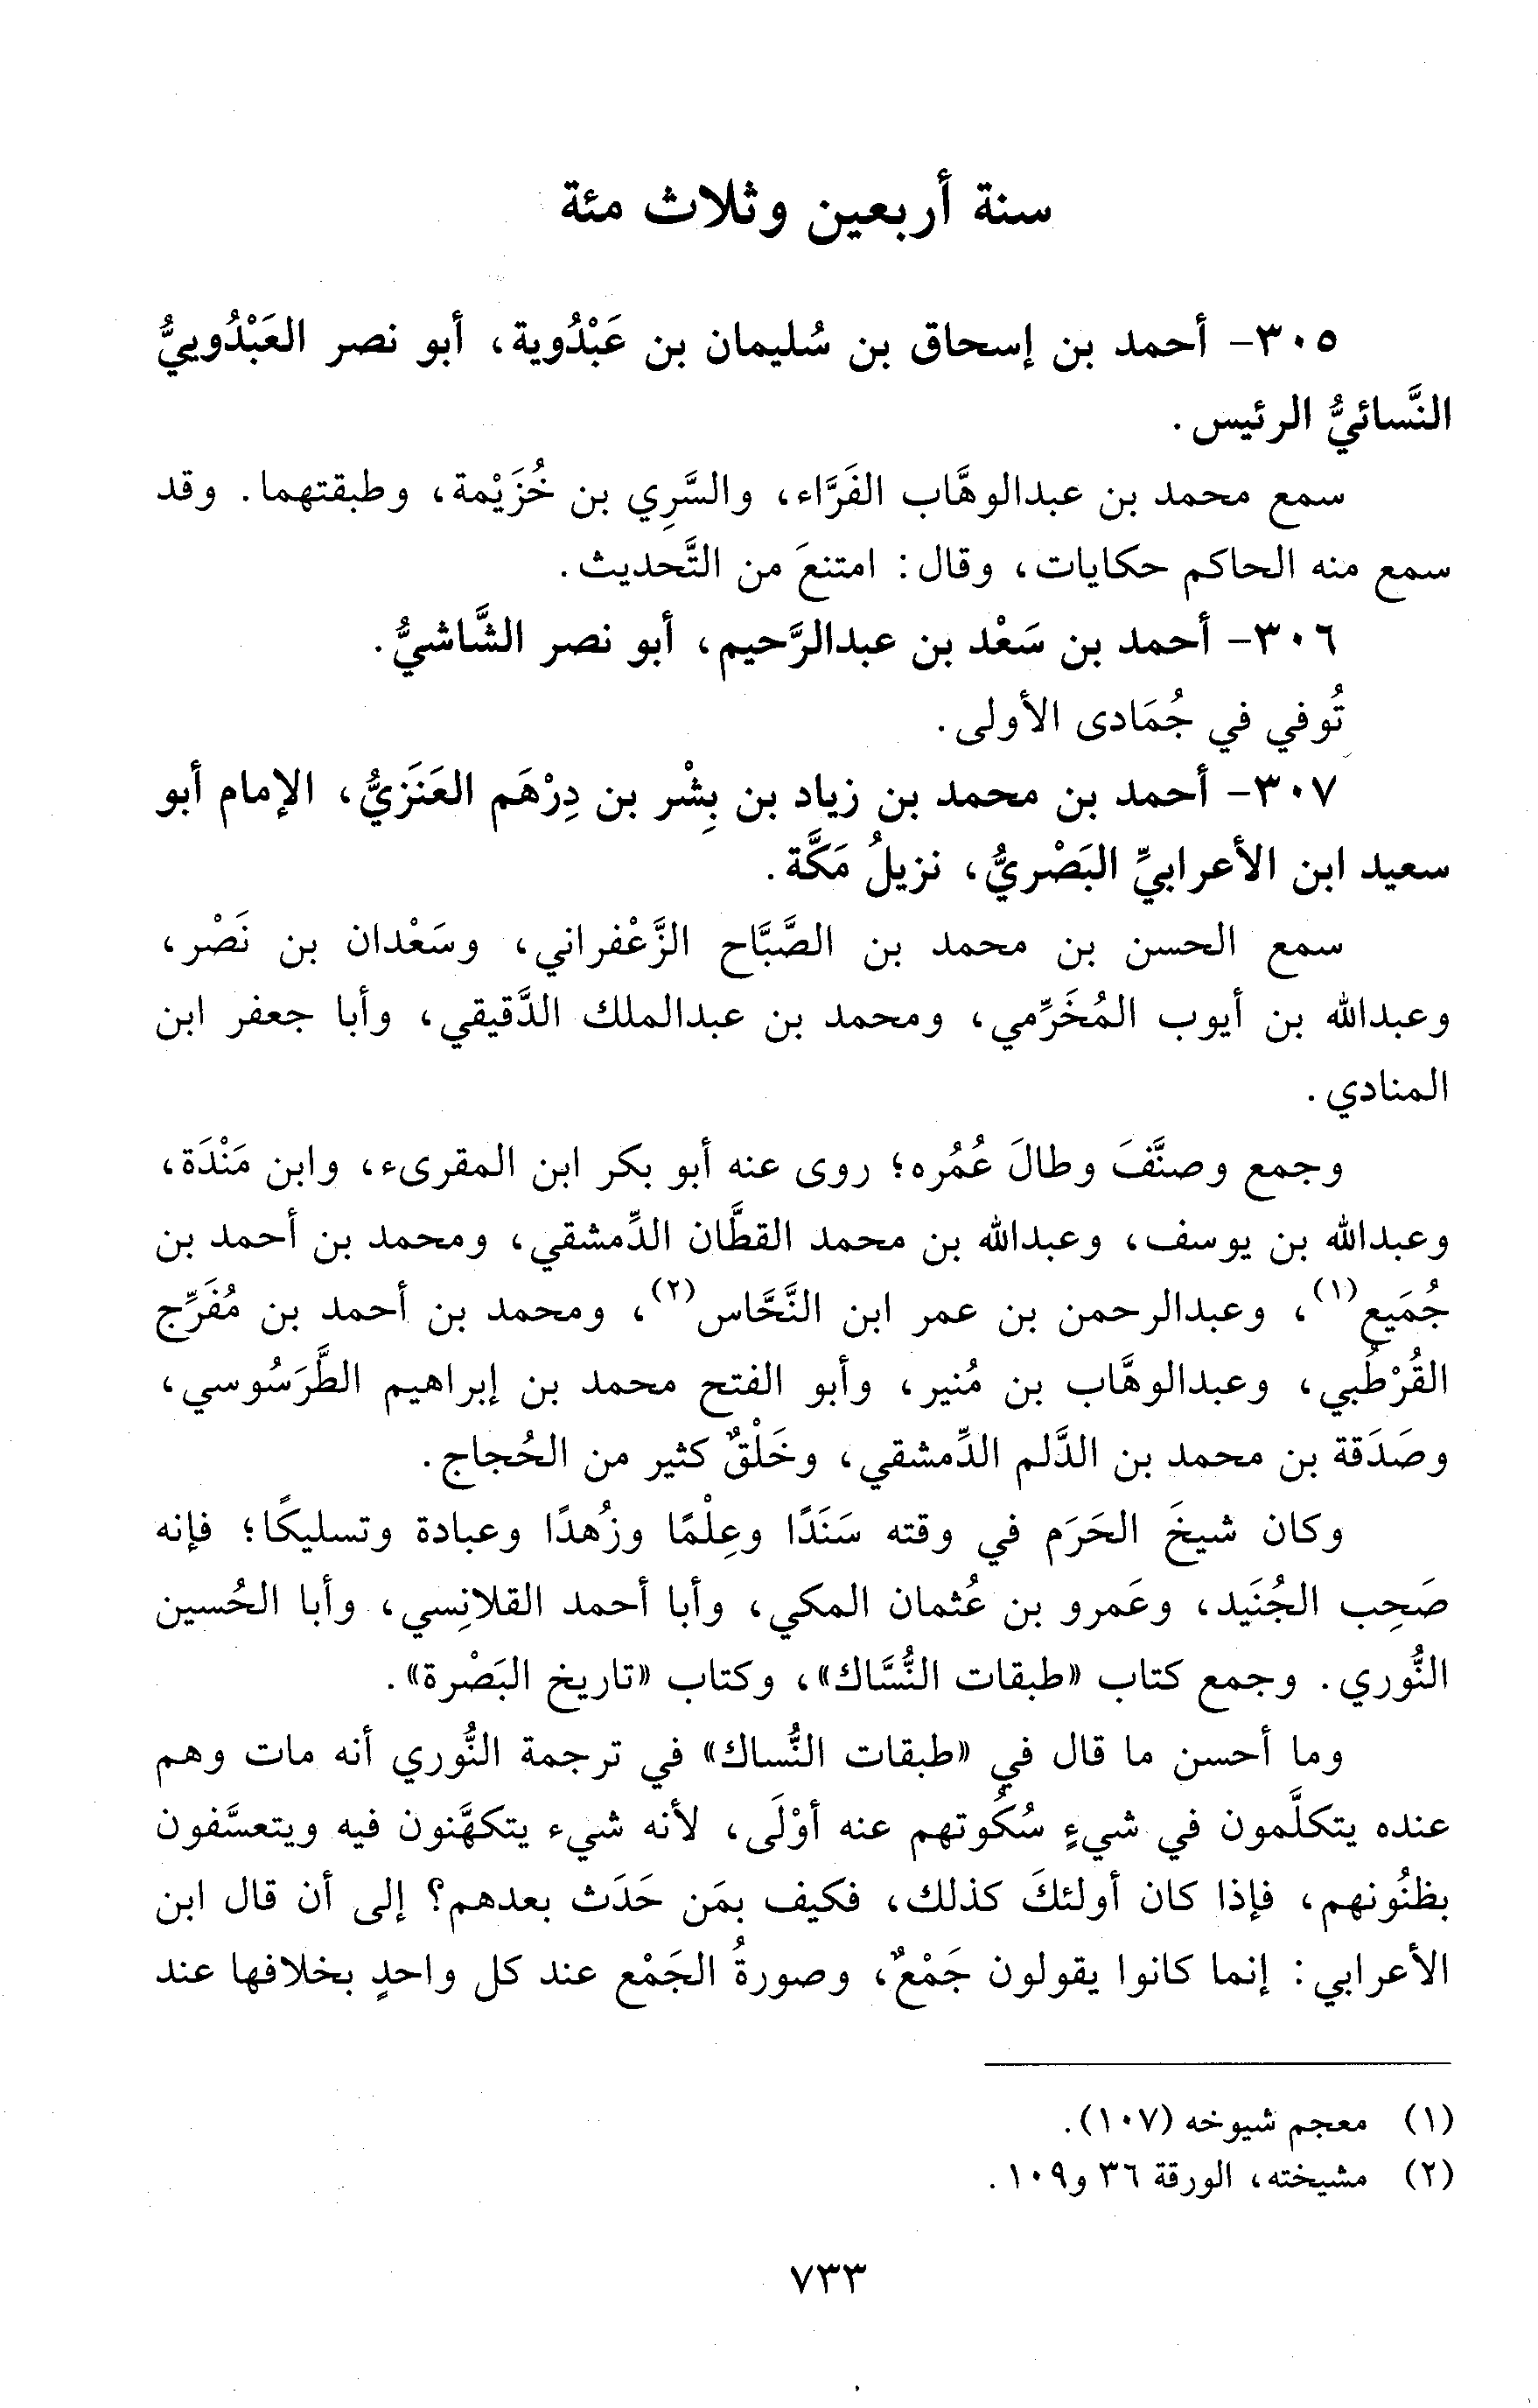 سنة أربعين وثلاث مئة
٣٠٥- أحمد بن إسحاق بن سُليمان بن عَبْدُوية، أبو نصر العَبْدُوييُّ
النَّسائيُّ الرئيس.
سمع محمد بن عبدالوهَّاب الفَرَّاء، والسَّرِي بن خُزَيْمة، وطبقتهما. وقد
سمع منه الحاكم حكايات، وقال: امتنعَ من التَّحديث.
٣٠٦- أحمد بن سَعْد بن عبدالرَّحيم، أبو نصر الشَّاشيُّ.
تُوفي في جُمَادى الأولى.
٣٠٧- أحمد بن محمد بن زياد بن بِشْر بن دِرْهَم العَنَزيُّ، الإمام أبو
سعيد ابن الأعرابيِّ البَصْريُّ، نزيلُ مَكَّة.
سمع الحسن بن محمد بن الصَّبَّاح الزَّعْفراني، وسَعْدان بن نَصْر،
وعبدالله بن أيوب المُخَرِّمي، ومحمد بن عبدالملك الدَّقيقي، وأبا جعفر ابن
المنادي.
وجمع وصنَّفَ وطالَ عُمُره؛ روى عنه أبو بكر ابن المقرىء، وابن مَنْدَة،
وعبدالله بن يوسف، وعبدالله بن محمد القطَّان الدِّمشقي، ومحمد بن أحمد بن
جُمَيع(١)، وعبدالرحمن بن عمر ابن النَّحَّاس(٢)، ومحمد بن أحمد بن مُفَرِّج
القُرْطُبي، وعبدالوهَّاب بن مُنير، وأبو الفتح محمد بن إبراهيم الطَّرَسُوسي،
وصَدَقة بن محمد بن الدَّلم الدِّمشقي، وخَلْقٌ كثير من الحُجاج.
وكان شيخَ الحَرَم في وقته سَنَدًا وعِلْمًا وزُهدًا وعبادة وتسليكًا؛ فإنه
صَحِب الجُنَيد، وعَمرو بن عُثمان المكي، وأبا أحمد القلانِسي، وأبا الحُسين
النُّوري. وجمع كتاب «طبقات النُّسَّاك»، وكتاب «تاريخ البَصْرة».
وما أحسن ما قال في «طبقات النُّساك» في ترجمة النُّوري أنه مات وهم
عنده يتكلَّمون في شيءٍ سُكُوتهم عنه أوْلَى، لأنه شيء يتكهَّنون فيه ويتعسَّفون
بظنُونهم، فإذا كان أولئكَ كذلك، فكيف بمَن حَدَث بعدهم؟ إلى أن قال ابن
الأعرابي: إنما كانوا يقولون جَمْعٌ، وصورةُ الجَمْع عند كل واحدٍ بخلافها عند
(١) معجم شيوخه (١٠٧).
(٢) مشيخته، الورقة ٣٦ و١٠٩.
٧٣٣